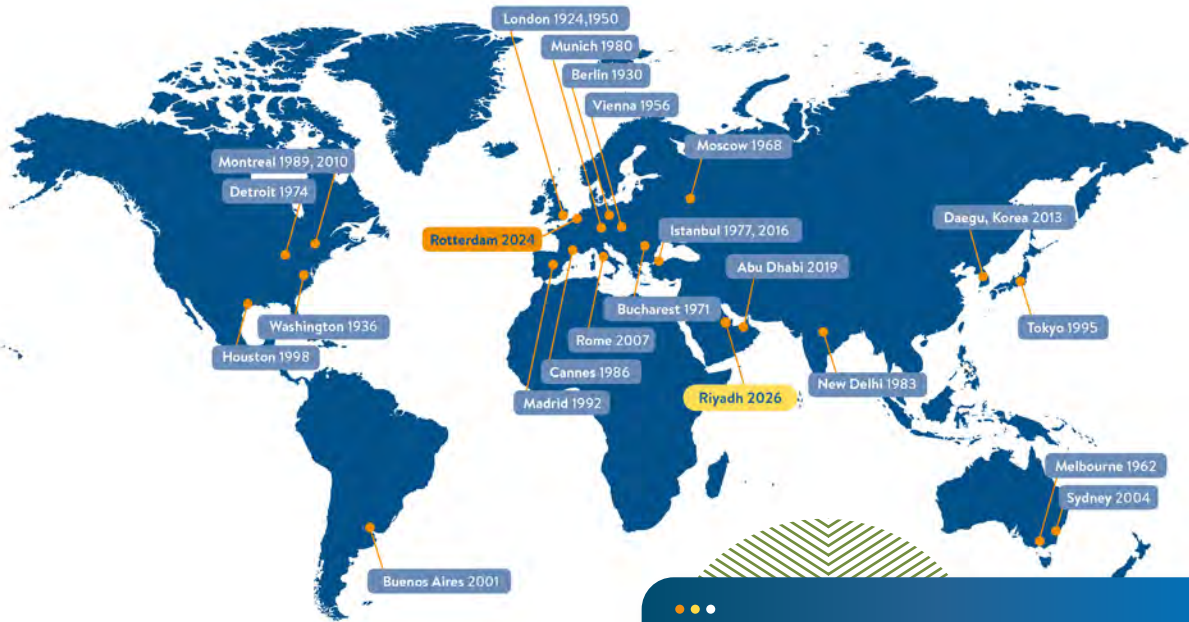 London 1924,1950
Munich 1980
Berlin 1930
Vienna 1956
Moscow 1968
Montreal 1989, 2010
Detroit 1974
Daegu, Korea 2013
Rotterdam 2024
Istanbul 1977, 2016
Abu Dhabi 2019
Bucharest 1971
Washington 1936
Tokyo 1995
Rome 2007
Houston 1998
Cannes 1986
New Delhi 1983
Madrid 1992
Riyadh 2026
Melbourne 1962
Sydney 2004
Buenos Aires 2001